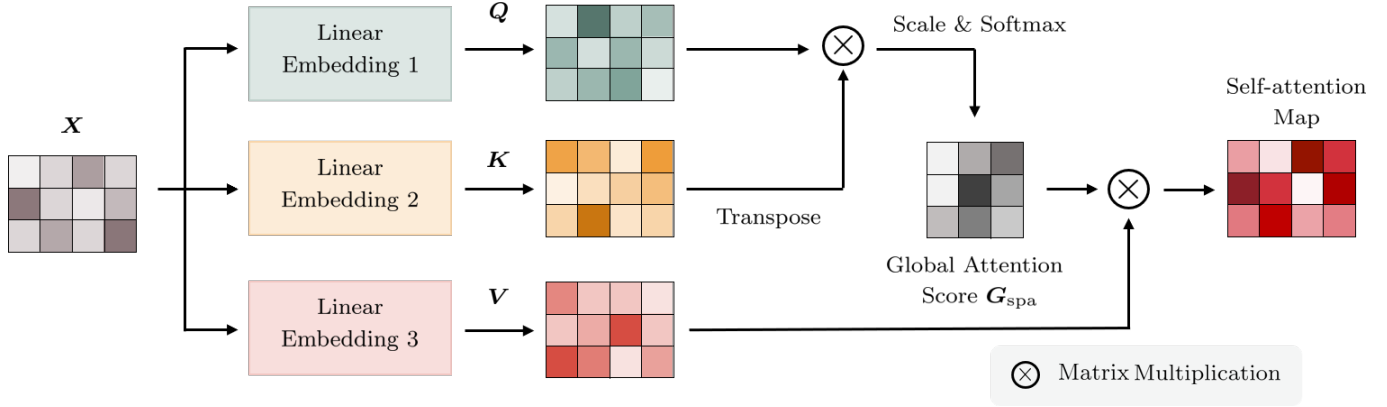 X
Linear
Embedding 1
Q
Linear
Embedding 2
K
Linear
Embedding 3
V
Transpose
Scale & Softmax
Global Attention
Score G_spa
Self-attention
Map
Matrix Multiplication